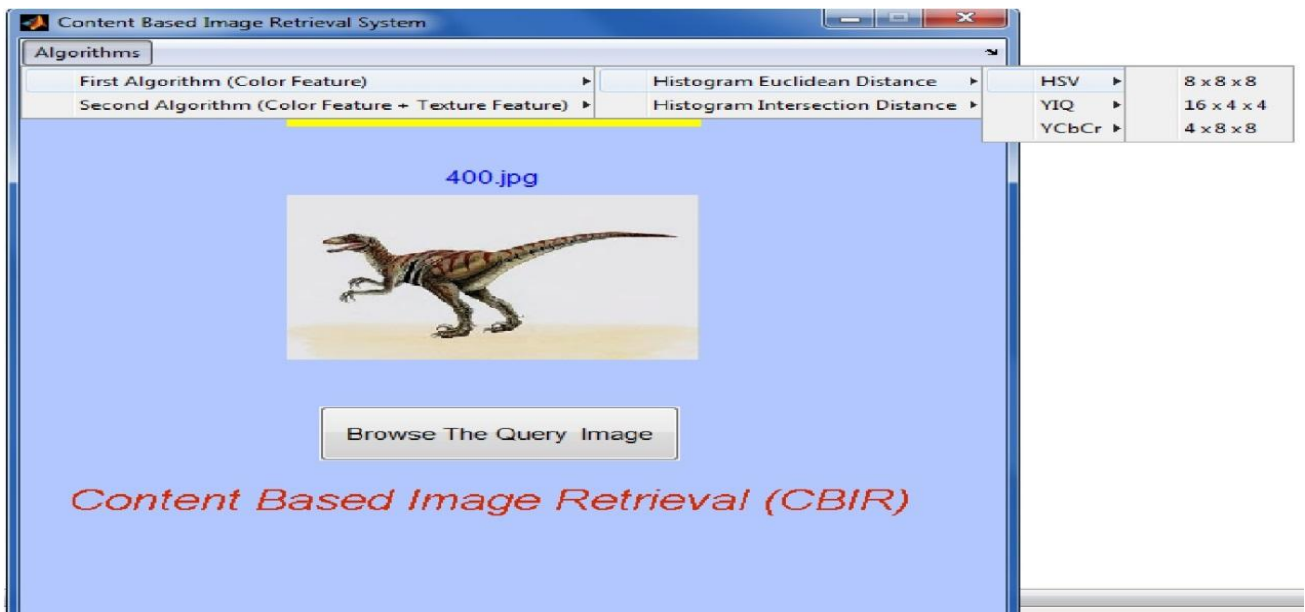 Content Based Image Retrieval System
Algorithms
First Algorithm (Color Feature)
Second Algorithm (Color Feature + Texture Feature)
Histogram Euclidean Distance
Histogram Intersection Distance
HSV
YIQ
YCbCr
8 x 8 x 8
16 x 4 x 4
4 x 8 x 8
400.jpg
Browse The Query Image
Content Based Image Retrieval (CBIR)